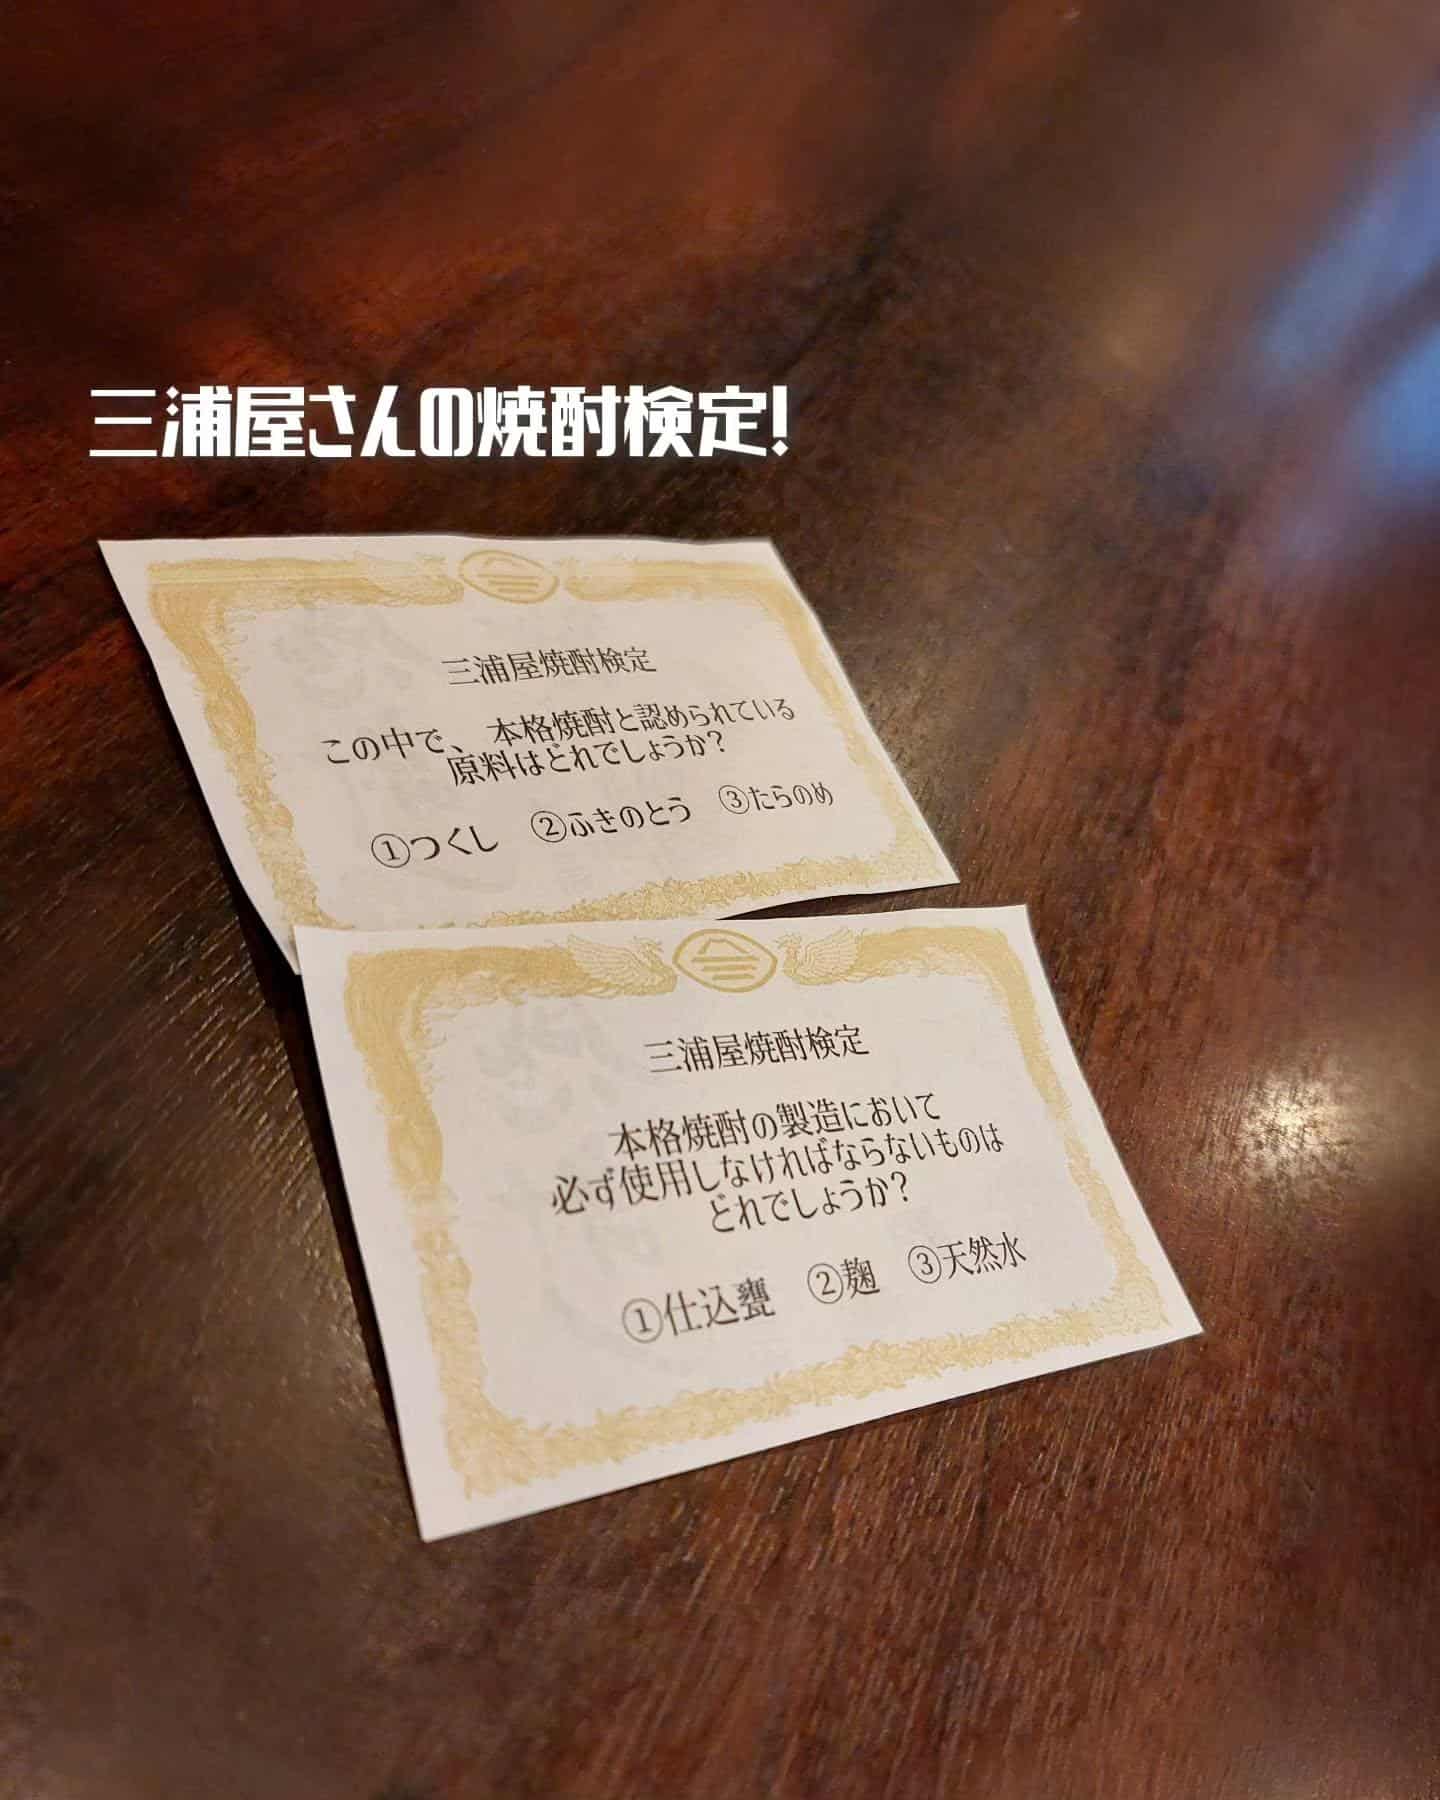 三浦屋さんの焼酎検定!
三浦屋焼酎検定
この中で、本格焼酎と認められている
原料はどれでしょうか?
①つくし ②ふきのとう ③たらのめ
三浦屋焼酎検定
本格焼酎の製造において
必ず使用しなければならないものは
どれでしょうか?
①仕込甕 ②麹 ③天然水